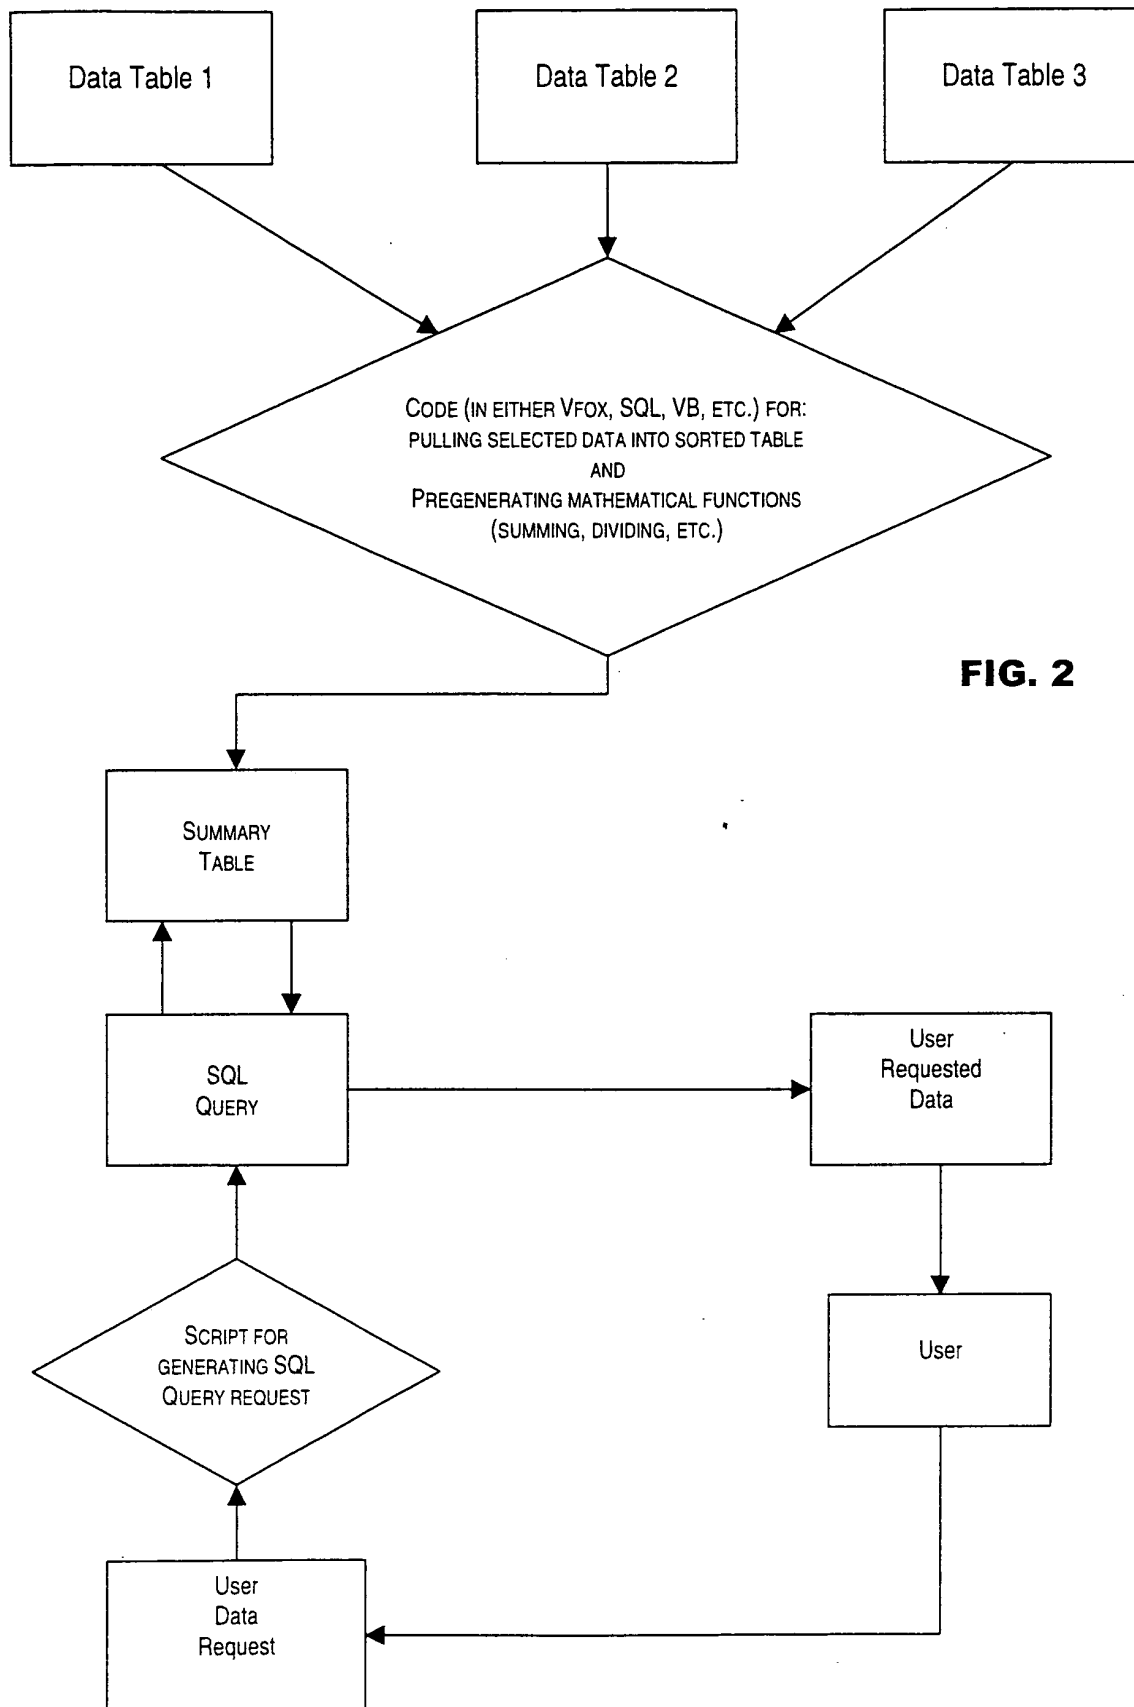 Data Table 1
Data Table 2
Data Table 3
CODE (IN EITHER VFOX, SQL, VB, ETC.) FOR:
PULLING SELECTED DATA INTO SORTED TABLE
AND
PREGENERATING MATHEMATICAL FUNCTIONS
(SUMMING, DIVIDING, ETC.)
FIG. 2
SUMMARY
TABLE
SQL
QUERY
User
Requested
Data
SCRIPT FOR
GENERATING SQL
QUERY REQUEST
User
User
Data
Request